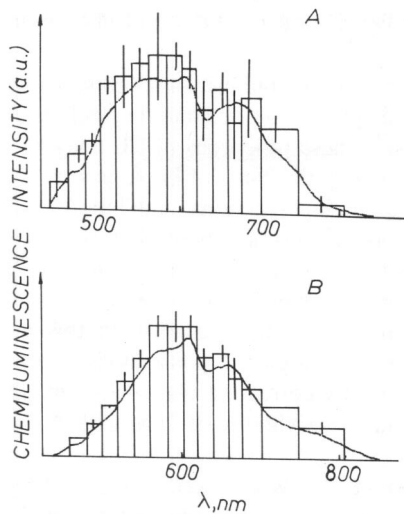 A
CHEMILUMINESCENCE INTENSITY (a.u.)
500 700
B
600 800
λ, nm